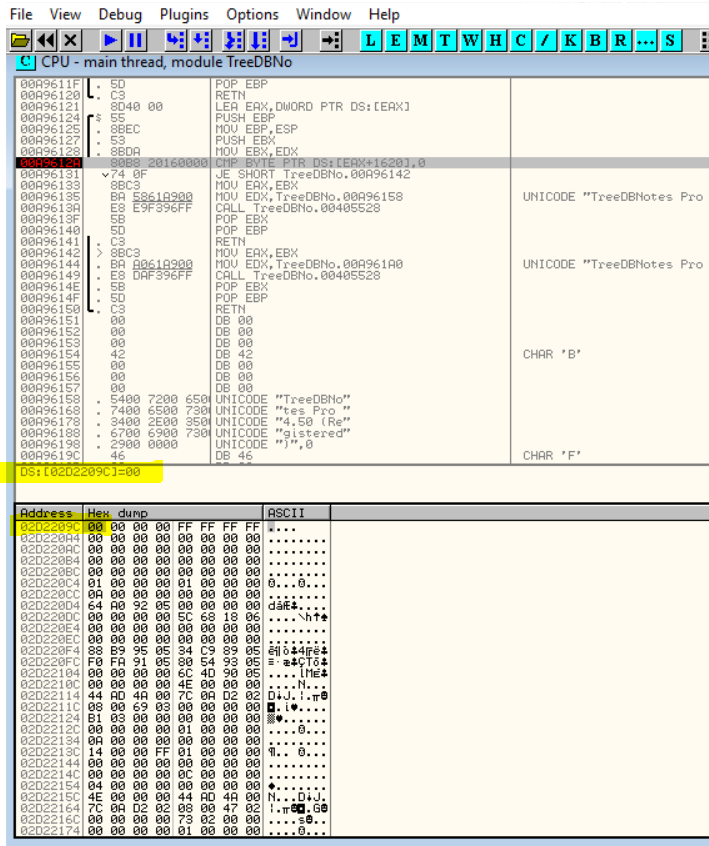 File View Debug Plugins Options Window Help
L E M T W H C / K B R ... S
C CPU - main thread, module TreeDBNo
00A9611F . 5D POP EBP
00A96120 . C3 RETN
00A96121 8D40 00 LEA EAX,DWORD PTR DS:[EAX]
00A96124 $ 55 PUSH EBP
00A96125 . 8BEC MOV EBP,ESP
00A96127 . 53 PUSH EBX
00A96128 . 8BDA MOV EBX,EDX
00A9612A . 80B8 20160000 CMP BYTE PTR DS:[EAX+1620],0
00A96131 74 0F JE SHORT TreeDBNo.00A96142
00A96133 8BC3 MOV EAX,EBX
00A96135 BA 5861A900 MOV EDX,TreeDBNo.00A96158 UNICODE "TreeDBNotes Pro
00A9613A E8 E9F396FF CALL TreeDBNo.00405528
00A9613F 5B POP EBX
00A96140 5D POP EBP
00A96141 . C3 RETN
00A96142 > 8BC3 MOV EAX,EBX
00A96144 . BA A061A900 MOV EDX,TreeDBNo.00A961A0 UNICODE "TreeDBNotes Pro
00A96149 . E8 DAF396FF CALL TreeDBNo.00405528
00A9614E . 5B POP EBX
00A9614F . 5D POP EBP
00A96150 . C3 RETN
00A96151 00 DB 00
00A96152 00 DB 00
00A96153 00 DB 00
00A96154 42 DB 42 CHAR 'B'
00A96155 00 DB 00
00A96156 00 DB 00
00A96157 00 DB 00
00A96158 . 5400 7200 650 UNICODE "TreeDBNo"
00A96168 . 7400 6500 730 UNICODE "tes Pro "
00A96178 . 3400 2E00 350 UNICODE "4.50 (Re"
00A96188 . 6700 6900 730 UNICODE "gistered"
00A96198 . 2900 0000 UNICODE ")",0
00A9619C 46 DB 46 CHAR 'F'
DS:[02D2209C]=00
Address Hex dump ASCII
02D2209C 00 00 00 00 FF FF FF FF ....
02D220A4 00 00 00 00 00 00 00 00 ........
02D220AC 00 00 00 00 00 00 00 00 ........
02D220B4 00 00 00 00 00 00 00 00 ........
02D220BC 00 00 00 00 00 00 00 00 ........
02D220C4 01 00 00 00 01 00 00 00
02D220CC 0A 00 00 00 00 00 00 00
02D220D4 64 A0 92 05 00 00 00 00
02D220DC 00 00 00 00 5C 68 18 06
02D220E4 00 00 00 00 00 00 00 00 ........
02D220EC 00 00 00 00 00 00 00 00 ........
02D220F4 88 B9 95 05 34 C9 89 05
02D220FC F0 FA 91 05 80 54 93 05
02D22104 00 00 00 00 6C 4D 90 05
02D2210C 00 00 00 00 4E 00 00 00 ....N...
02D22114 44 AD 4A 00 7C 0A D2 02
02D2211C 08 00 69 03 00 00 00 00
02D22124 B1 03 00 00 00 00 00 00
02D2212C 00 00 00 00 01 00 00 00
02D22134 0A 00 00 00 00 00 00 00
02D2213C 14 00 00 FF 01 00 00 00
02D22144 00 00 00 00 00 00 00 00 ........
02D2214C 00 00 00 00 0C 00 00 00
02D22154 04 00 00 00 00 00 00 00
02D2215C 4E 00 00 00 44 AD 4A 00
02D22164 7C 0A D2 02 08 00 47 02
02D2216C 00 00 00 00 73 02 00 00
02D22174 00 00 00 00 01 00 00 00